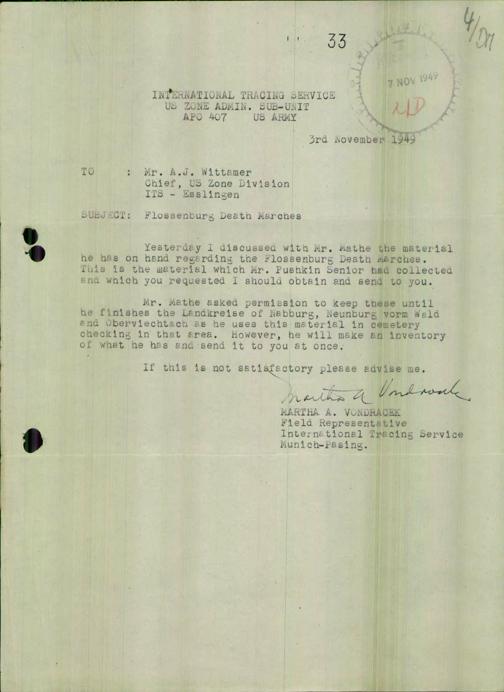 33
4/
7 NOV 1949
INTERNATIONAL TRACING SERVICE
US ZONE ADMIN. SUB-UNIT
APO 407 US ARMY
3rd November 1949
TO : Mr. A.J. Wittamer
Chief, US Zone Division
ITS - Esslingen
SUBJECT: Flossenburg Death Marches
Yesterday I discussed with Mr. Mathe the material
he has on hand regarding the Flossenburg Death Marches.
This is the material which Mr. Pushkin Senior had collected
and which you requested I should obtain and send to you.
Mr. Mathe asked permission to keep these until
he finishes the Landkreise of Nabburg, Neunburg vorm Wald
and Oberviechtach as he uses this material in cemetery
checking in that area. However, he will make an inventory
of what he has and send it to you at once.
If this is not satisfactory please advise me.
Martha A Vondracek
MARTHA A. VONDRACEK
Field Representative
International Tracing Service
Munich-Pasing.